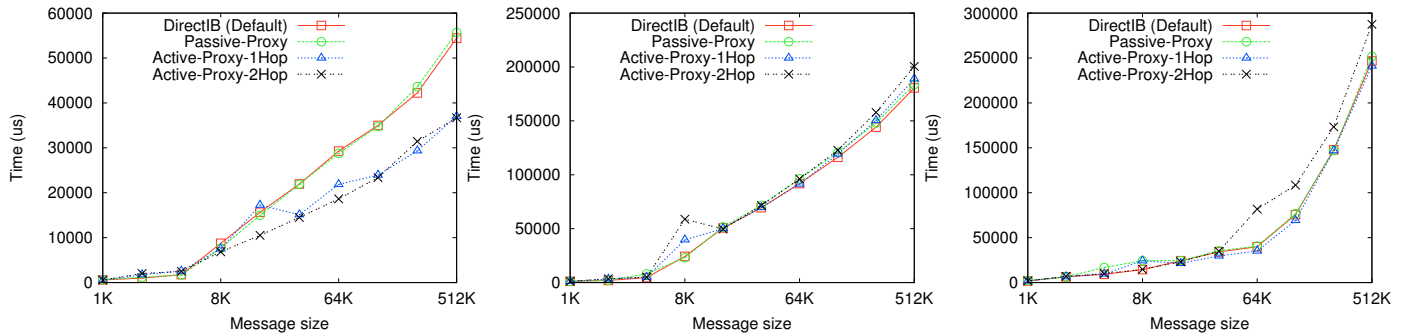 60000
50000
40000
30000
20000
10000
0
Time (us)
DirectIB (Default)
Passive-Proxy
Active-Proxy-1Hop
Active-Proxy-2Hop
1K 8K 64K 512K
Message size
250000
200000
150000
100000
50000
0
Time (us)
DirectIB (Default)
Passive-Proxy
Active-Proxy-1Hop
Active-Proxy-2Hop
1K 8K 64K 512K
Message size
300000
250000
200000
150000
100000
50000
0
Time (us)
DirectIB (Default)
Passive-Proxy
Active-Proxy-1Hop
Active-Proxy-2Hop
1K 8K 64K 512K
Message size